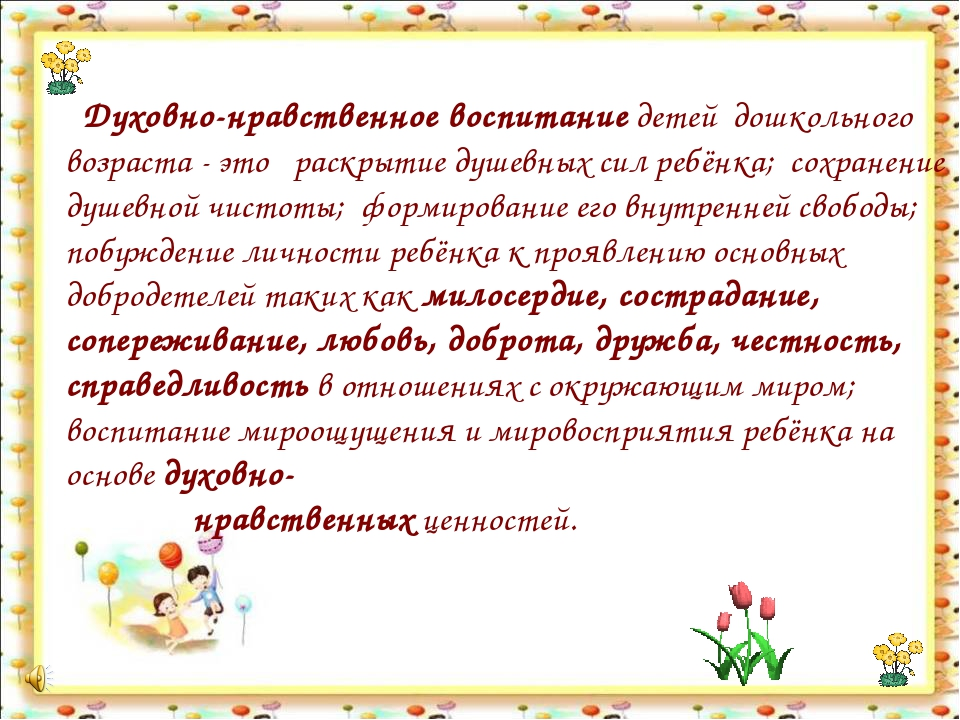 Духовно-нравственное воспитание детей дошкольного
возраста - это раскрытие душевных сил ребёнка; сохранение
душевной чистоты; формирование его внутренней свободы;
побуждение личности ребёнка к проявлению основных
добродетелей таких как милосердие, сострадание,
сопереживание, любовь, доброта, дружба, честность,
справедливость в отношениях с окружающим миром;
воспитание мироощущения и мировосприятия ребёнка на
основе духовно-
нравственных ценностей.